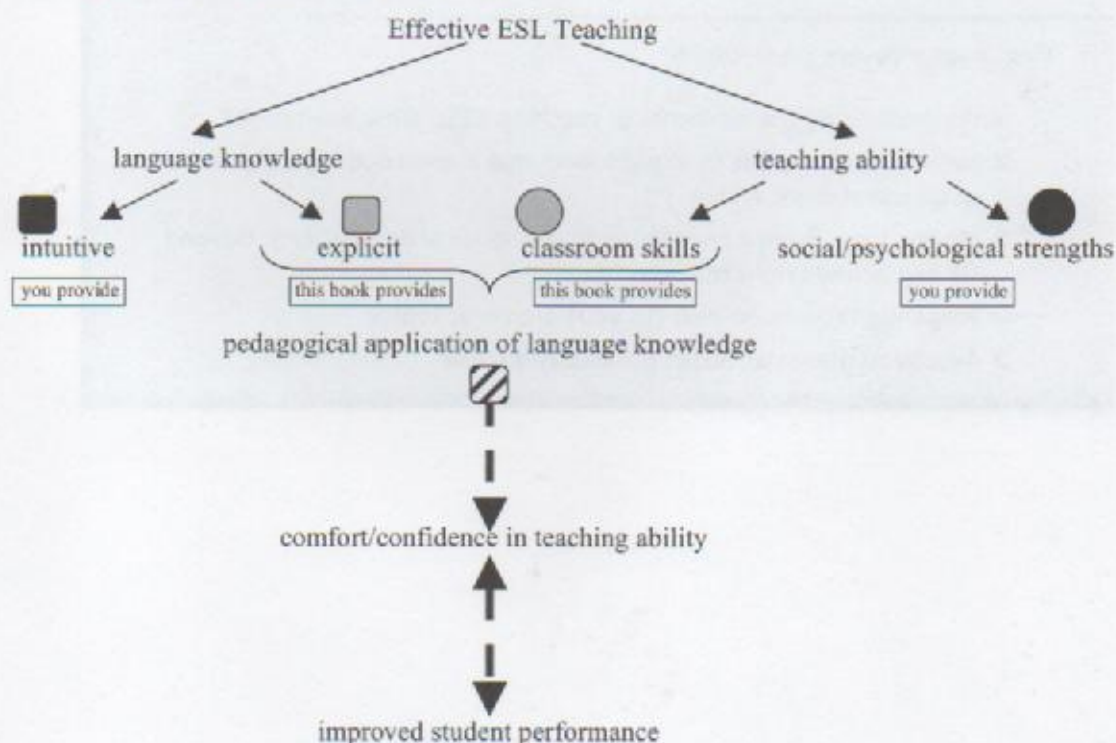 Effective ESL Teaching
language knowledge
teaching ability
intuitive
explicit
classroom skills
social/psychological strengths
you provide
this book provides
this book provides
you provide
pedagogical application of language knowledge
comfort/confidence in teaching ability
improved student performance